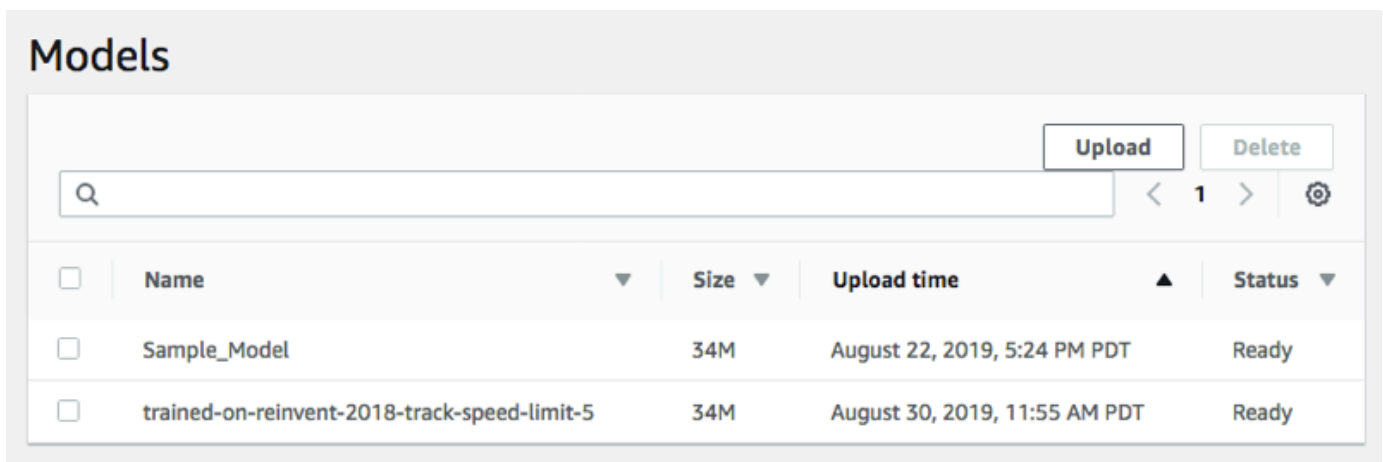 Models
Upload Delete
1
Name Size Upload time Status
Sample_Model 34M August 22, 2019, 5:24 PM PDT Ready
trained-on-reinvent-2018-track-speed-limit-5 34M August 30, 2019, 11:55 AM PDT Ready